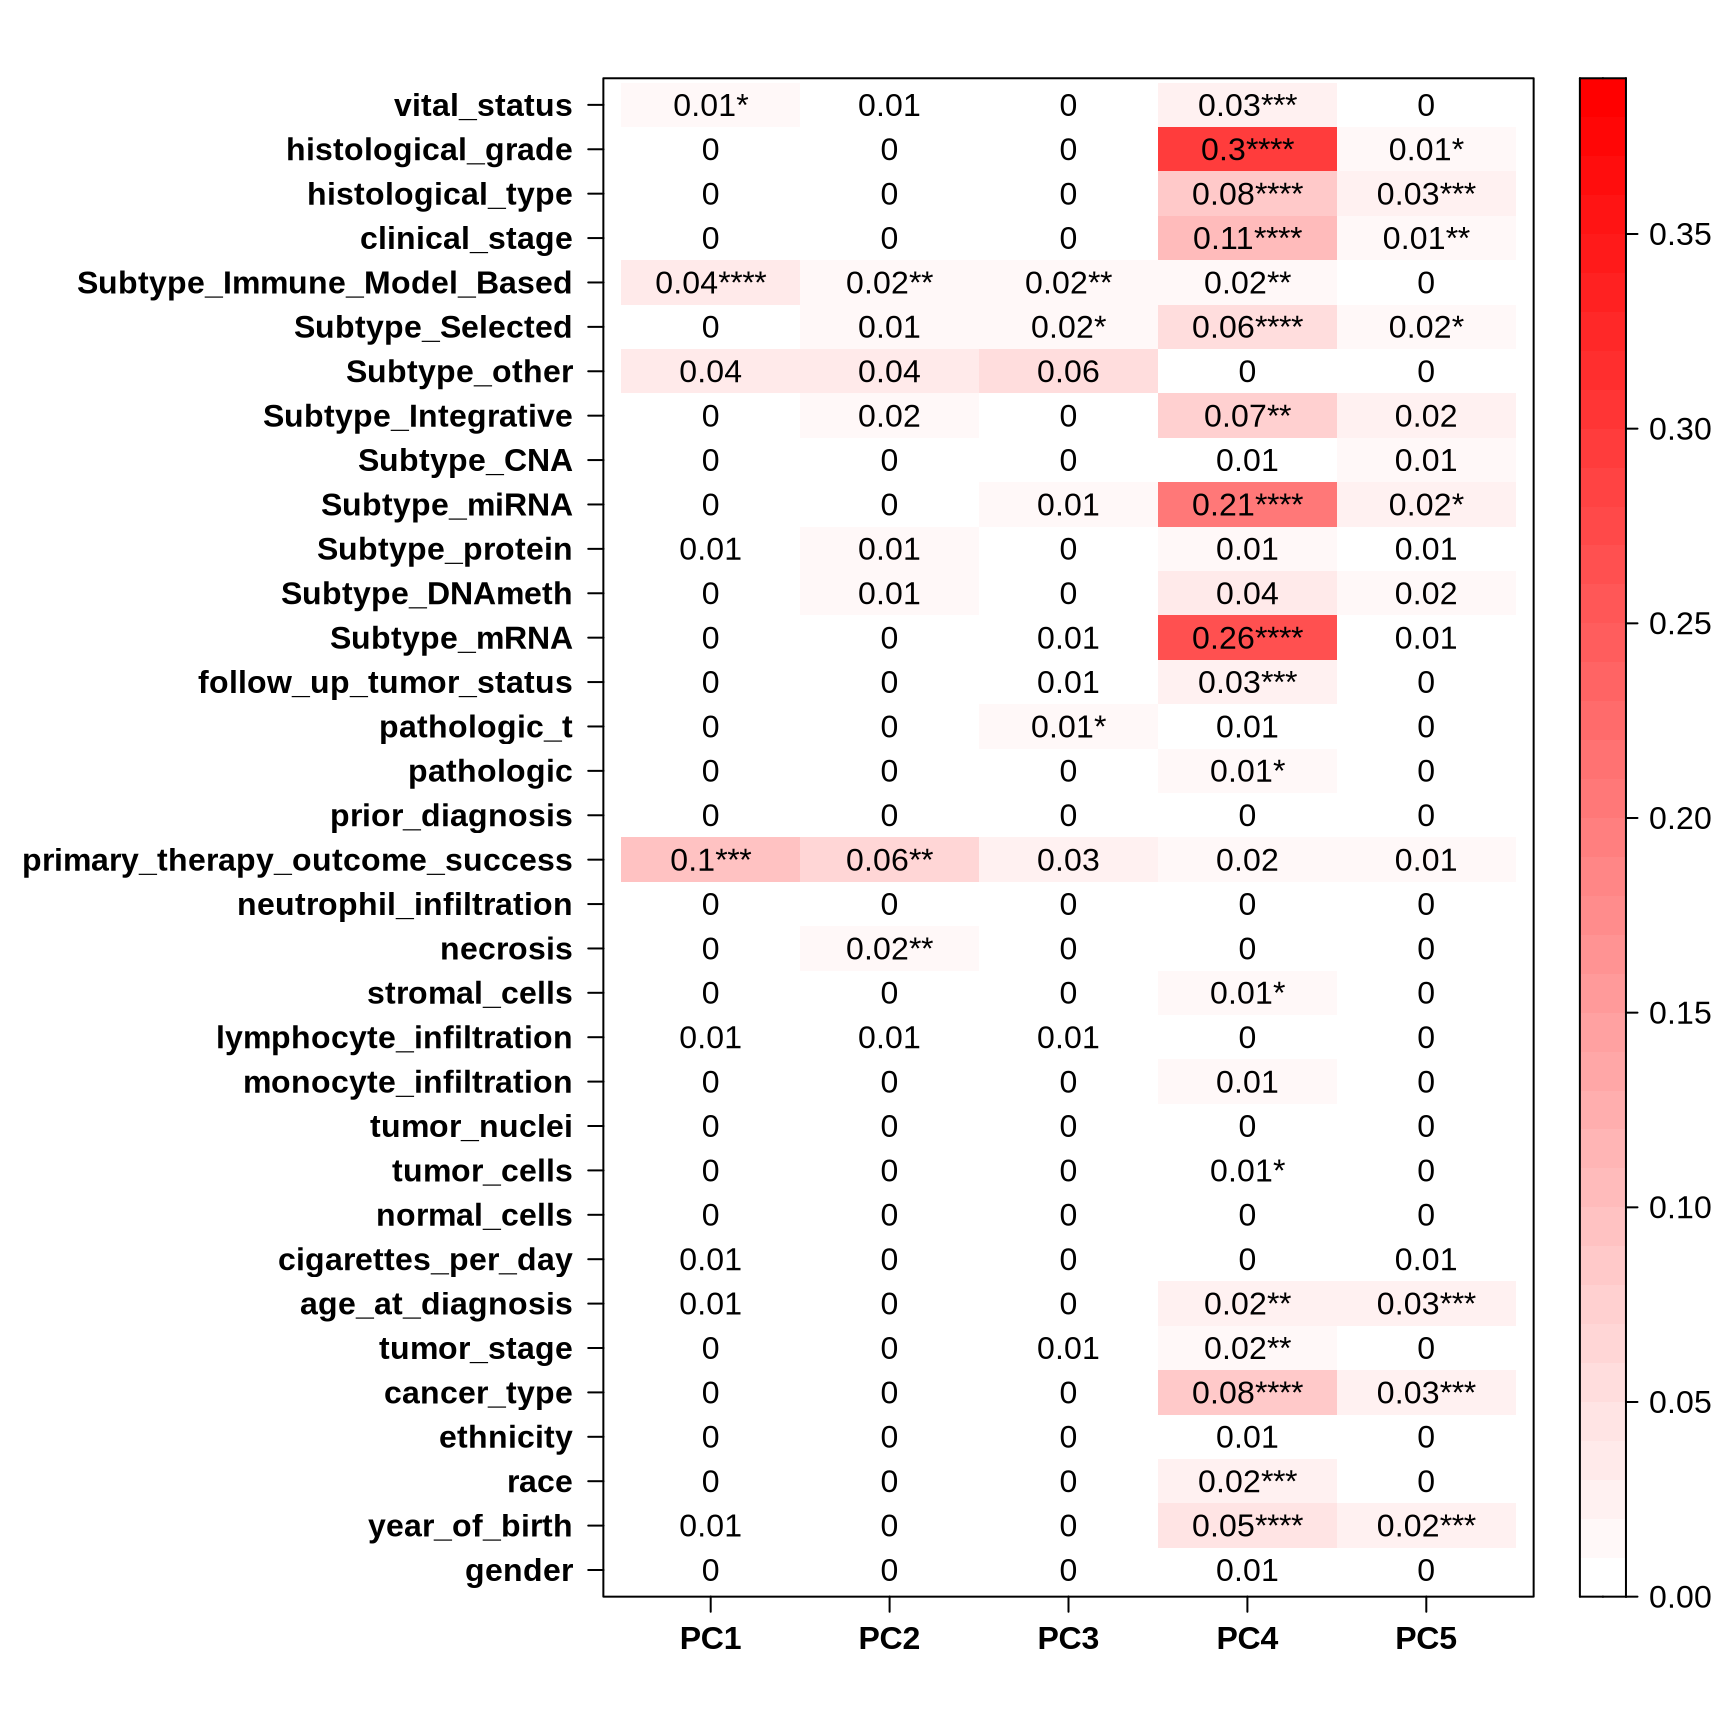 vital_status 0.01* 0.01 0 0.03*** 0
histological_grade 0 0 0 0.3**** 0.01*
histological_type 0 0 0 0.08**** 0.03***
clinical_stage 0 0 0 0.11**** 0.01**
Subtype_Immune_Model_Based 0.04**** 0.02** 0.02** 0.02** 0
Subtype_Selected 0 0.01 0.02* 0.06**** 0.02*
Subtype_other 0.04 0.04 0.06 0 0
Subtype_Integrative 0 0.02 0 0.07** 0.02
Subtype_CNA 0 0 0 0.01 0.01
Subtype_miRNA 0 0 0.01 0.21**** 0.02*
Subtype_protein 0.01 0.01 0 0.01 0.01
Subtype_DNAmeth 0 0.01 0 0.04 0.02
Subtype_mRNA 0 0 0.01 0.26**** 0.01
follow_up_tumor_status 0 0 0.01 0.03*** 0
pathologic_t 0 0 0.01* 0.01 0
pathologic 0 0 0 0.01* 0
prior_diagnosis 0 0 0 0 0
primary_therapy_outcome_success 0.1*** 0.06** 0.03 0.02 0.01
neutrophil_infiltration 0 0 0 0 0
necrosis 0 0.02** 0 0 0
stromal_cells 0 0 0 0.01* 0
lymphocyte_infiltration 0.01 0.01 0.01 0 0
monocyte_infiltration 0 0 0 0.01 0
tumor_nuclei 0 0 0 0 0
tumor_cells 0 0 0 0.01* 0
normal_cells 0 0 0 0 0
cigarettes_per_day 0.01 0 0 0 0.01
age_at_diagnosis 0.01 0 0 0.02** 0.03***
tumor_stage 0 0 0.01 0.02** 0
cancer_type 0 0 0 0.08**** 0.03***
ethnicity 0 0 0 0.01 0
race 0 0 0 0.02*** 0
year_of_birth 0.01 0 0 0.05**** 0.02***
gender 0 0 0 0.01 0
PC1 PC2 PC3 PC4 PC5
0.35
0.30
0.25
0.20
0.15
0.10
0.05
0.00